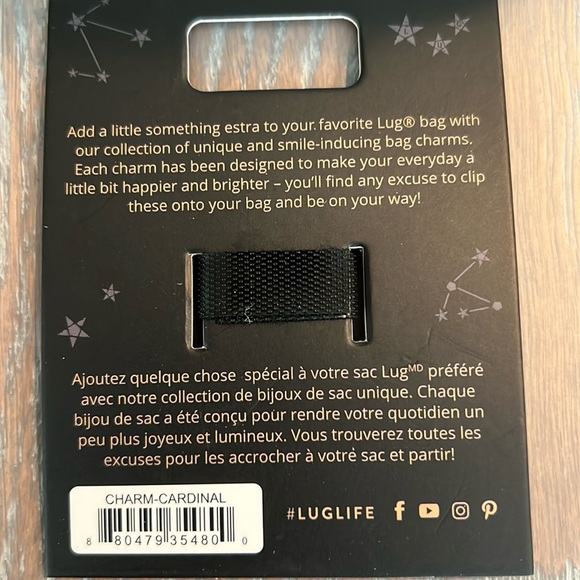 Add a little something estra to your favorite Lug® bag with
our collection of unique and smile-inducing bag charms.
Each charm has been designed to make your everyday a
little bit happier and brighter – you'll find any excuse to clip
these onto your bag and be on your way!
Ajoutez quelque chose spécial à votre sac Lugᴹᴰ préféré
avec notre collection de bijoux de sac unique. Chaque
bijou de sac a été conçu pour rendre votre quotidien un
peu plus joyeux et lumineux. Vous trouverez toutes les
excuses pour les accrocher à votre sac et partir!
CHARM-CARDINAL
8 80479 35480 0
#LUGLIFE